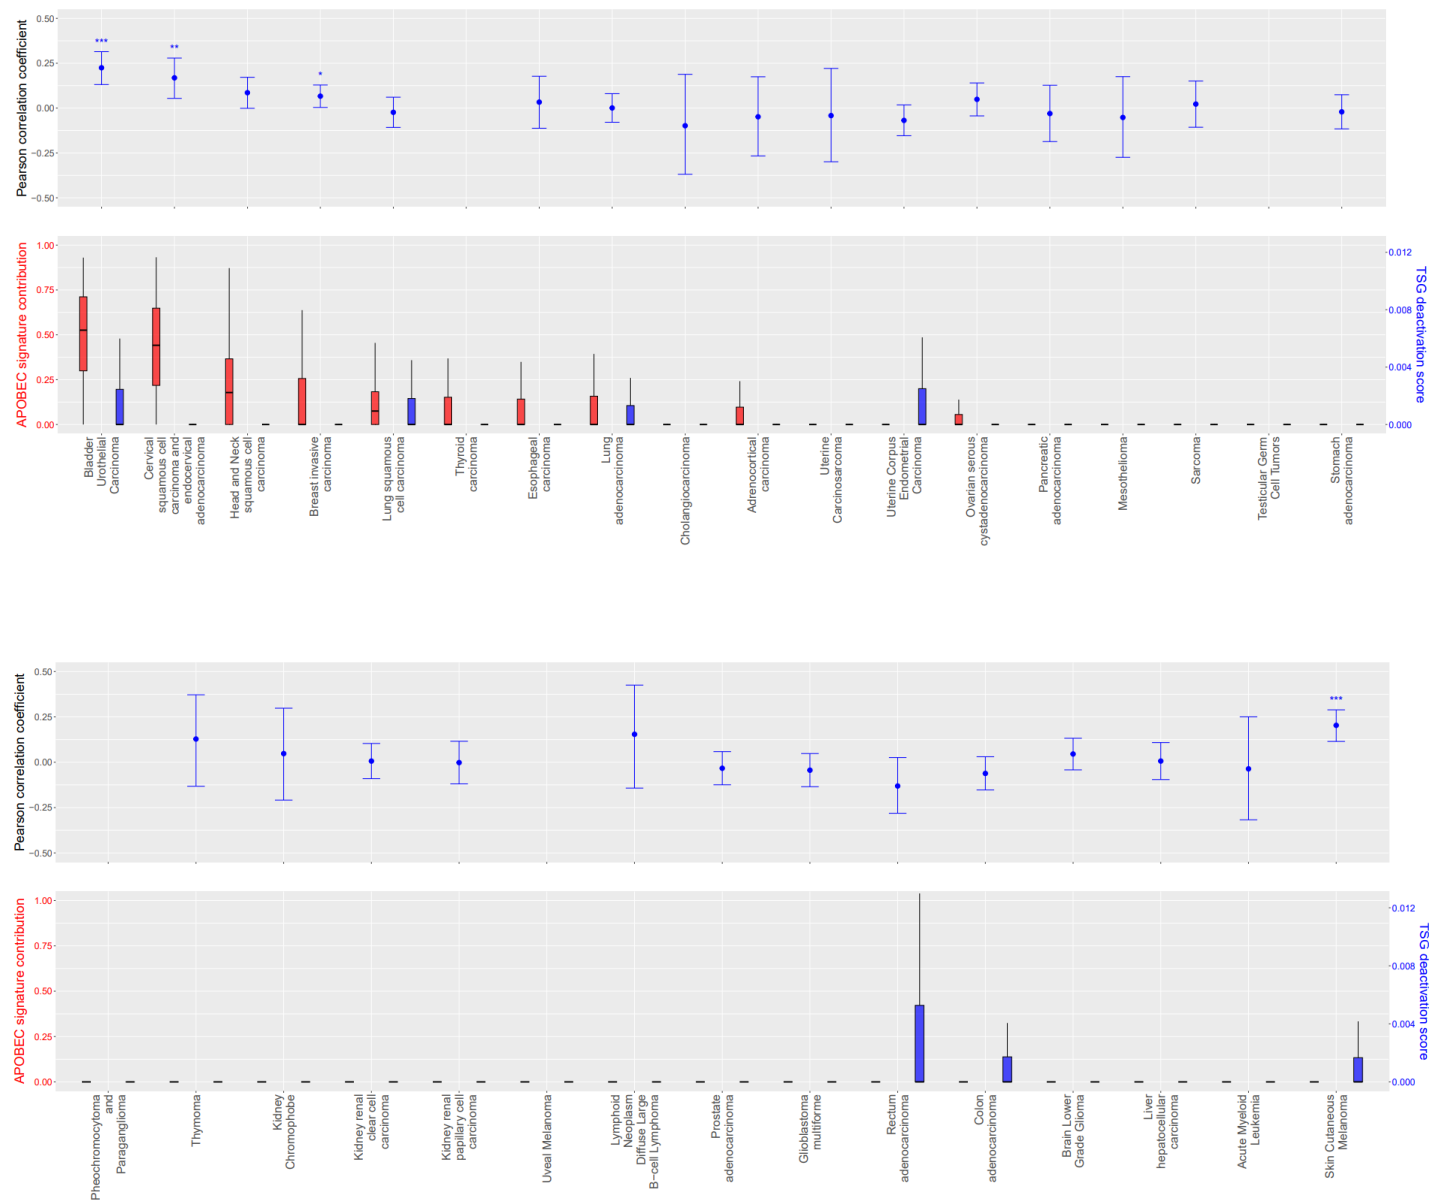 Pearson correlation coefficient
0.50
0.25
0.00
−0.25
−0.50
***
**
*
APOBEC signature contribution
1.00
0.75
0.50
0.25
0.00
TSG deactivation score
0.012
0.008
0.004
0.000
Bladder
Urothelial
Carcinoma
Cervical
squamous cell
carcinoma and
endocervical
adenocarcinoma
Head and Neck
squamous cell
carcinoma
Breast invasive
carcinoma
Lung squamous
cell carcinoma
Thyroid
carcinoma
Esophageal
carcinoma
Lung
adenocarcinoma
Cholangiocarcinoma
Adrenocortical
carcinoma
Uterine
Carcinosarcoma
Uterine Corpus
Endometrial
Carcinoma
Ovarian serous
cystadenocarcinoma
Pancreatic
adenocarcinoma
Mesothelioma
Sarcoma
Testicular Germ
Cell Tumors
Stomach
adenocarcinoma
Pearson correlation coefficient
0.50
0.25
0.00
−0.25
−0.50
***
APOBEC signature contribution
1.00
0.75
0.50
0.25
0.00
TSG deactivation score
0.012
0.008
0.004
0.000
Pheochromocytoma
and
Paraganglioma
Thymoma
Kidney
Chromophobe
Kidney renal
clear cell
carcinoma
Kidney renal
papillary cell
carcinoma
Uveal Melanoma
Lymphoid
Neoplasm
Diffuse Large
B−cell Lymphoma
Prostate
adenocarcinoma
Glioblastoma
multiforme
Rectum
adenocarcinoma
Colon
adenocarcinoma
Brain Lower
Grade Glioma
Liver
hepatocellular
carcinoma
Acute Myeloid
Leukemia
Skin Cutaneous
Melanoma